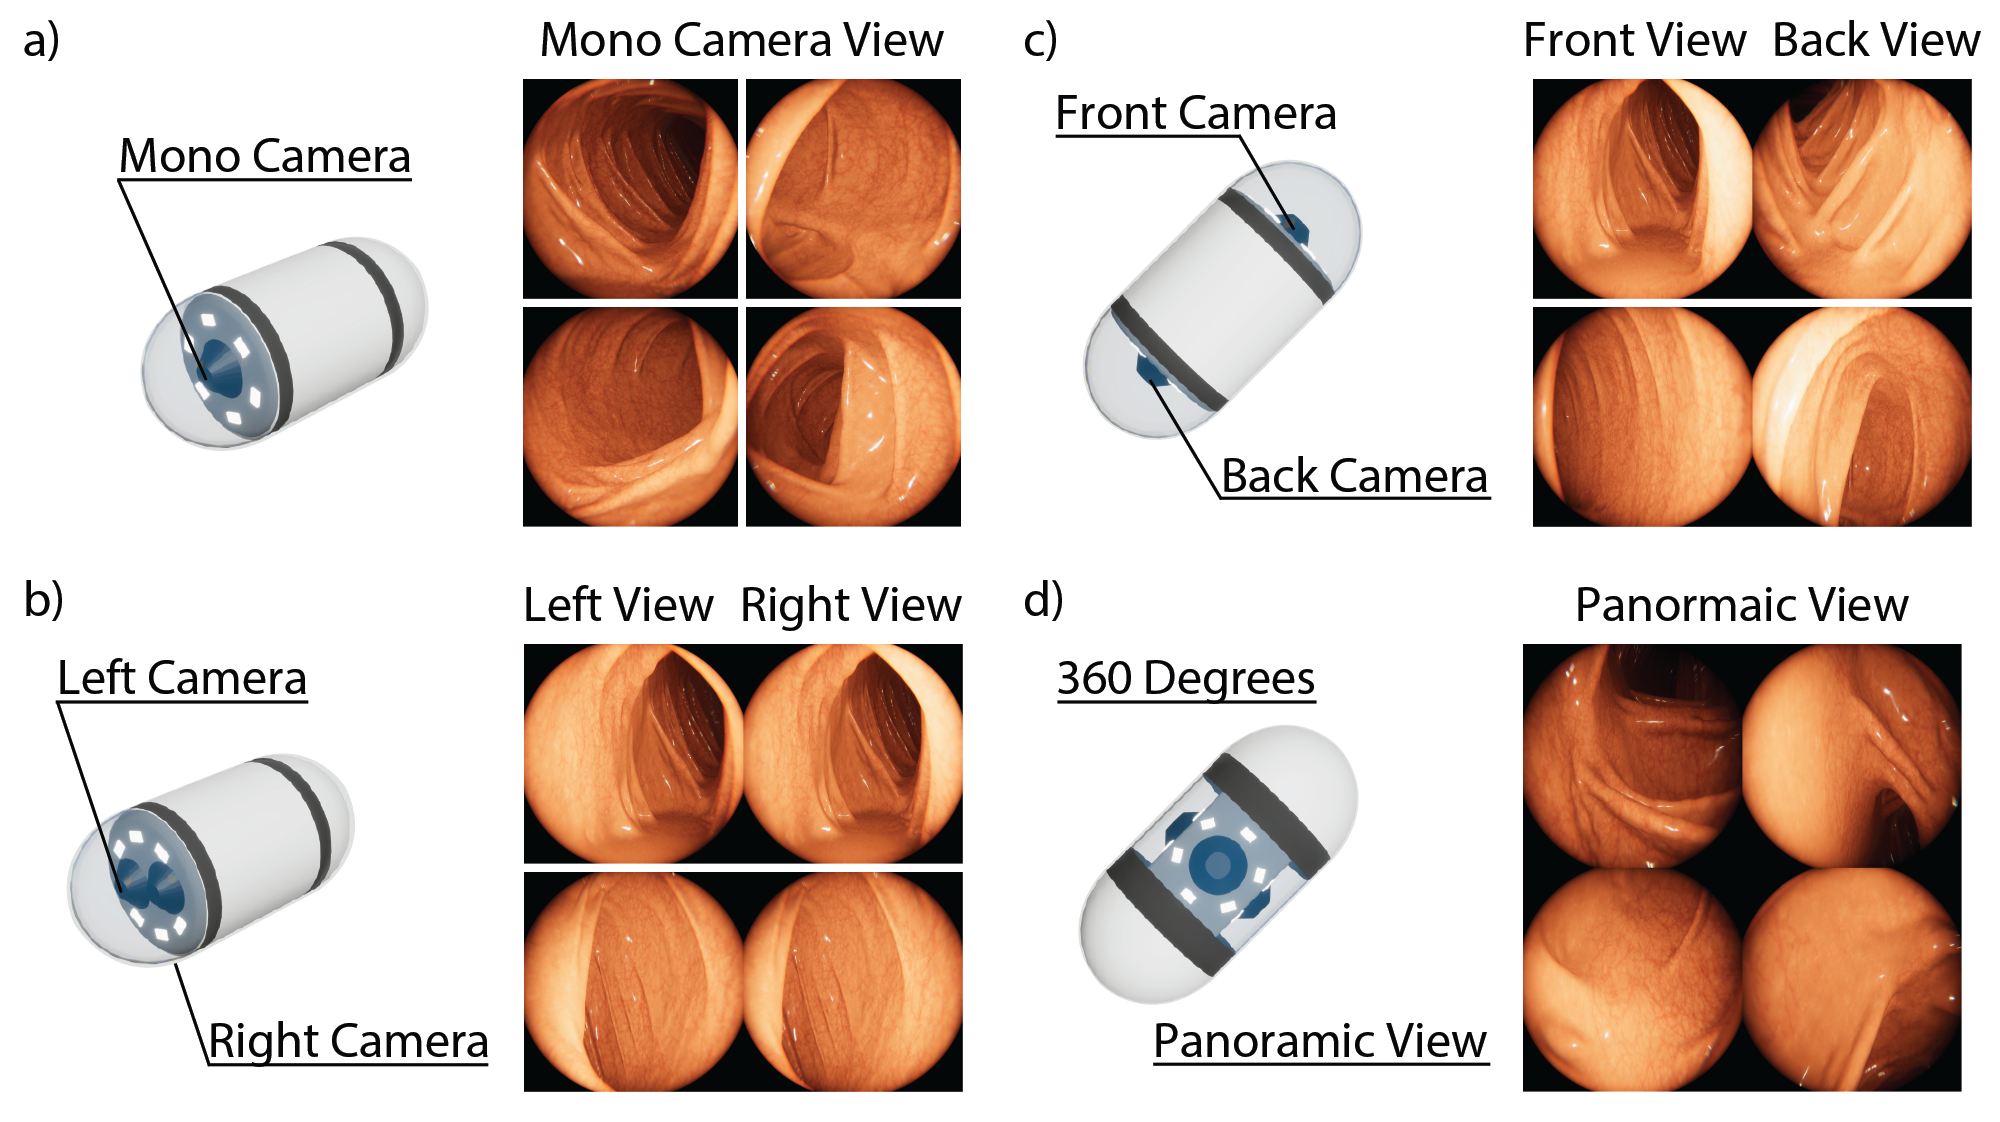 a)
Mono Camera View
Mono Camera
b)
Left View Right View
Left Camera
Right Camera
c)
Front View Back View
Front Camera
Back Camera
d)
Panormaic View
360 Degrees
Panoramic View